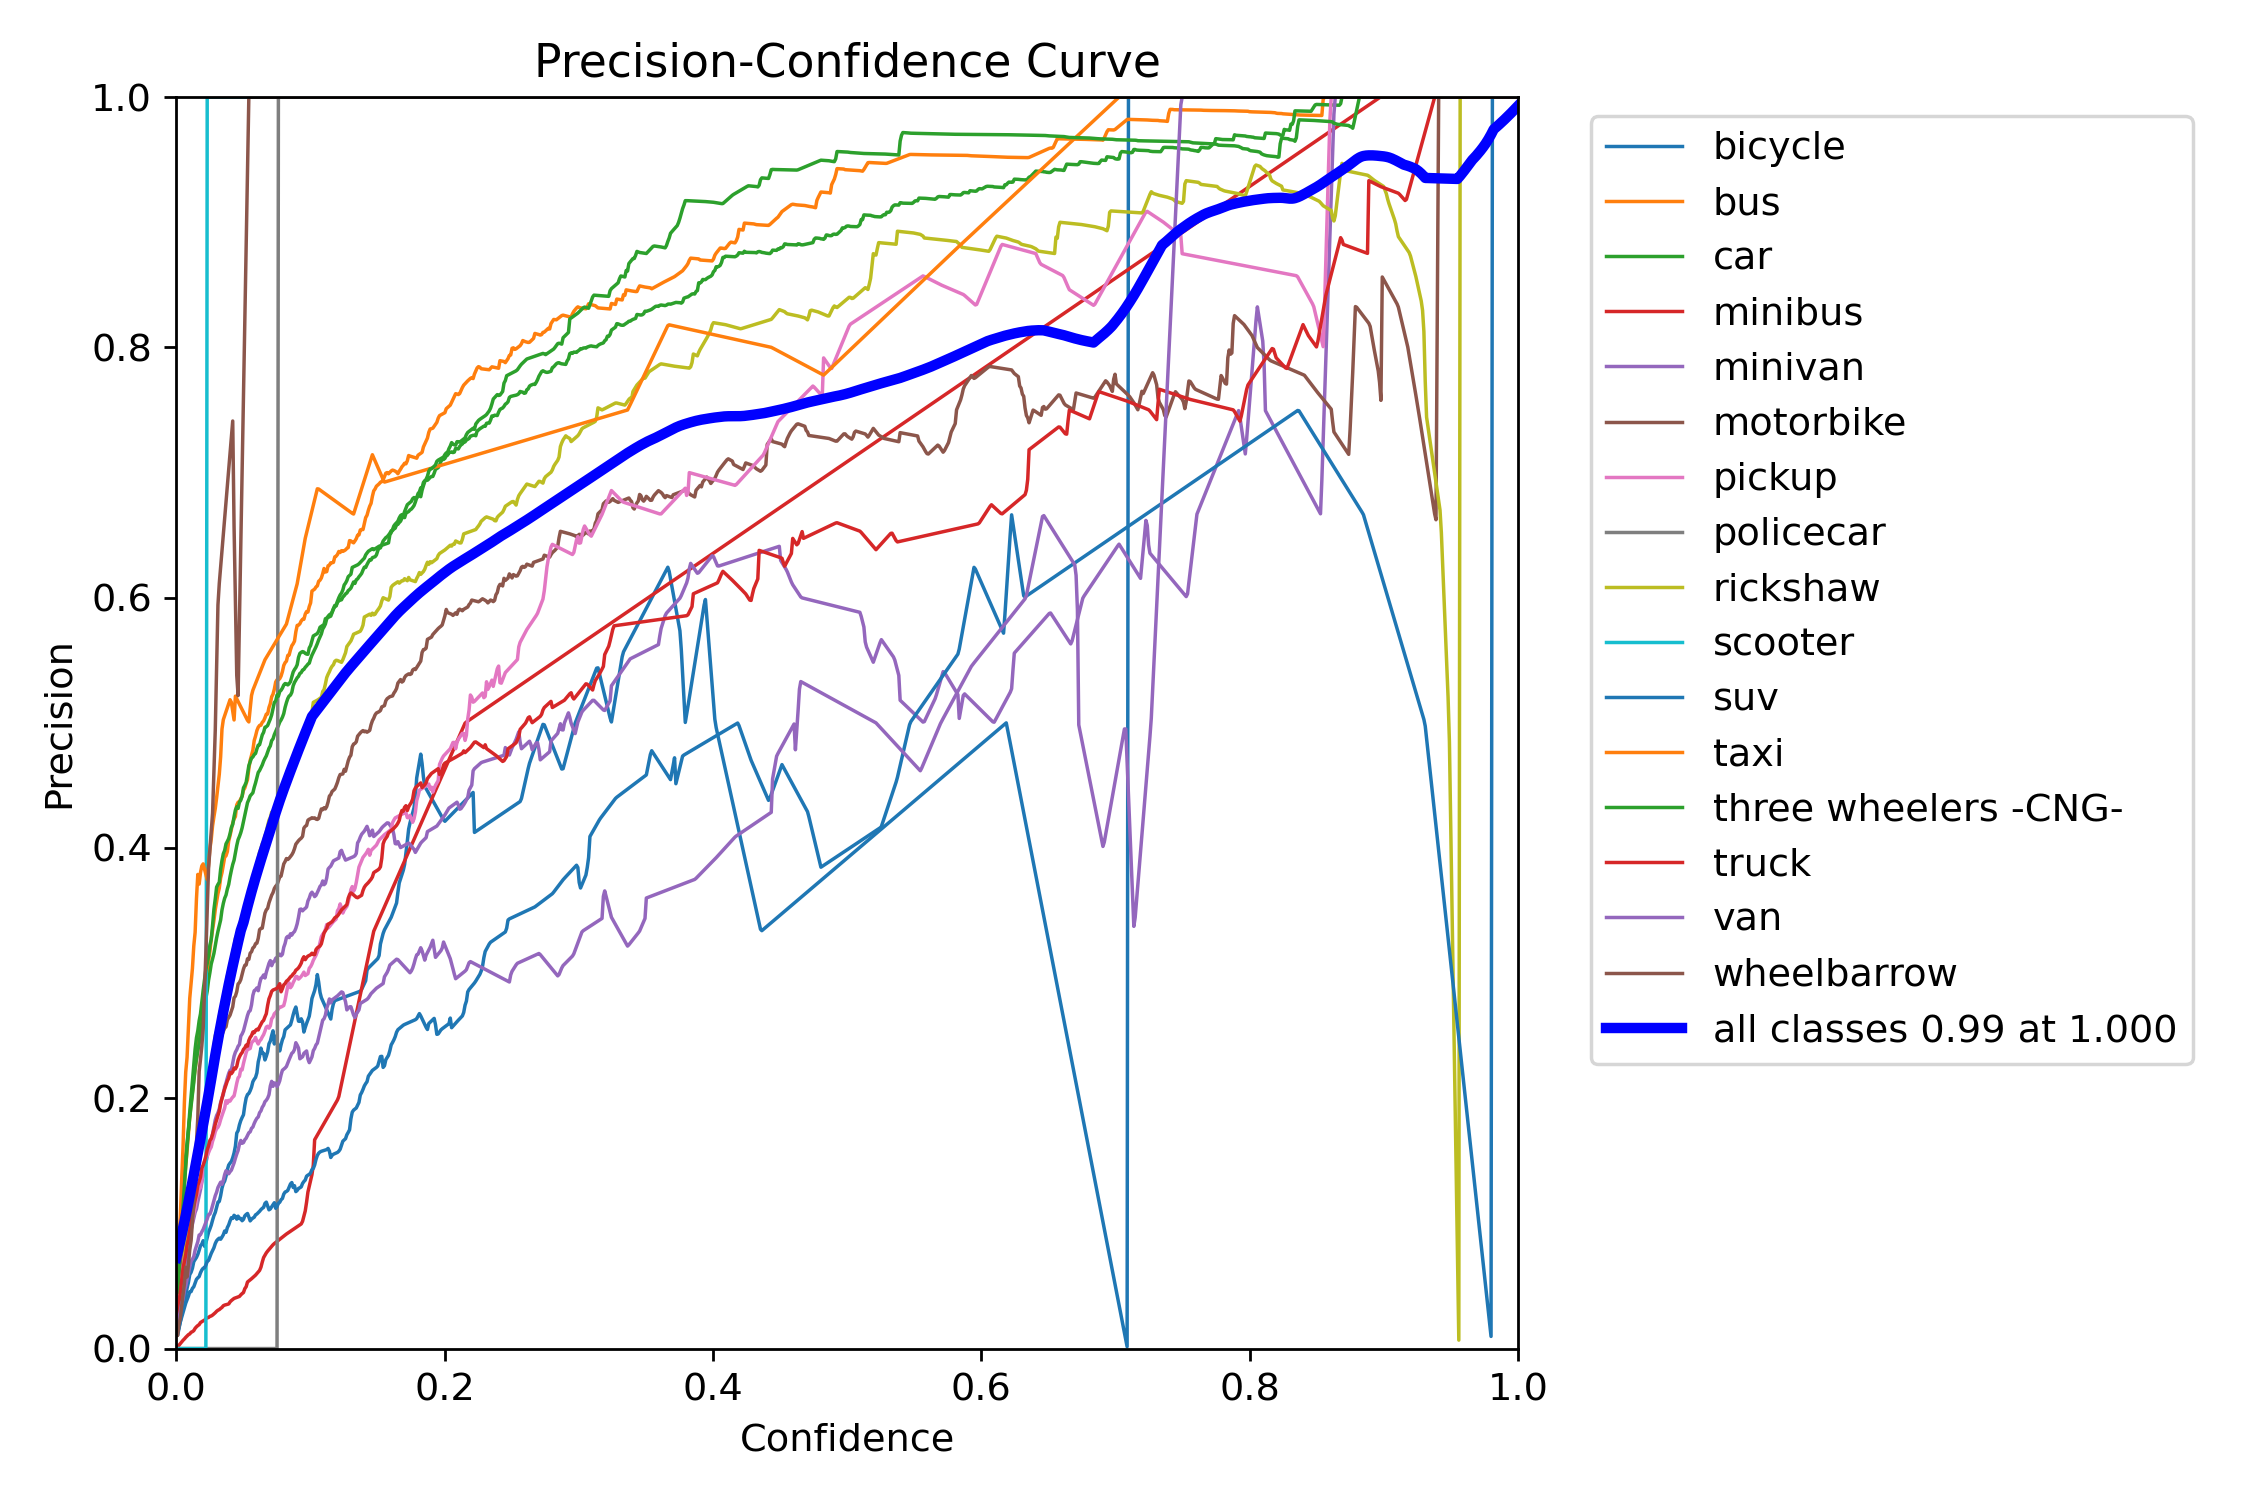 Precision-Confidence Curve
1.0
0.8
0.6
0.4
0.2
0.0
Precision
0.0 0.2 0.4 0.6 0.8 1.0
Confidence
bicycle
bus
car
minibus
minivan
motorbike
pickup
policecar
rickshaw
scooter
suv
taxi
three wheelers -CNG-
truck
van
wheelbarrow
all classes 0.99 at 1.000